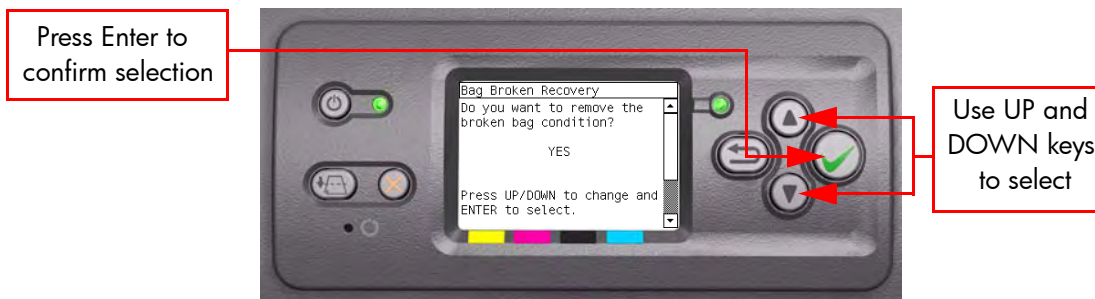 Press Enter to
confirm selection
Bag Broken Recovery
Do you want to remove the
broken bag condition?
YES
Press UP/DOWN to change and
ENTER to select.
Use UP and
DOWN keys
to select